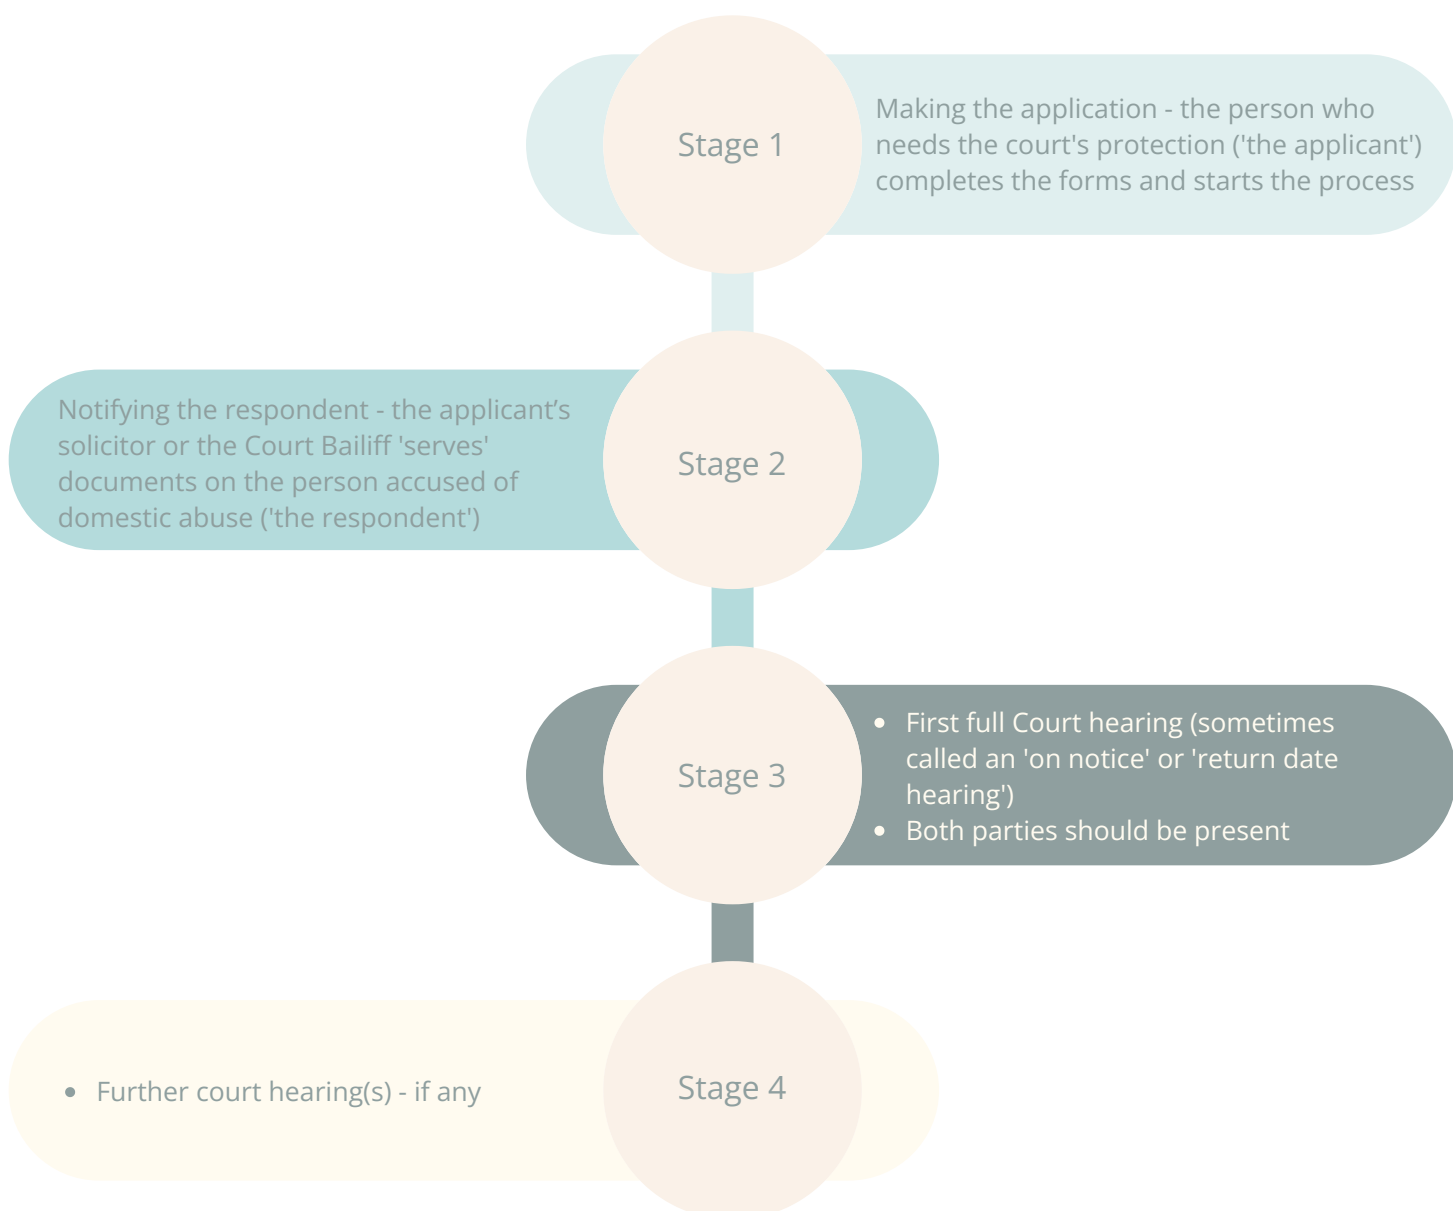 Stage 1
Making the application - the person who
needs the court's protection ('the applicant')
completes the forms and starts the process
Notifying the respondent - the applicant’s
solicitor or the Court Bailiff 'serves'
documents on the person accused of
domestic abuse ('the respondent')
Stage 2
Stage 3
• First full Court hearing (sometimes
called an 'on notice' or 'return date
hearing')
• Both parties should be present
• Further court hearing(s) - if any
Stage 4